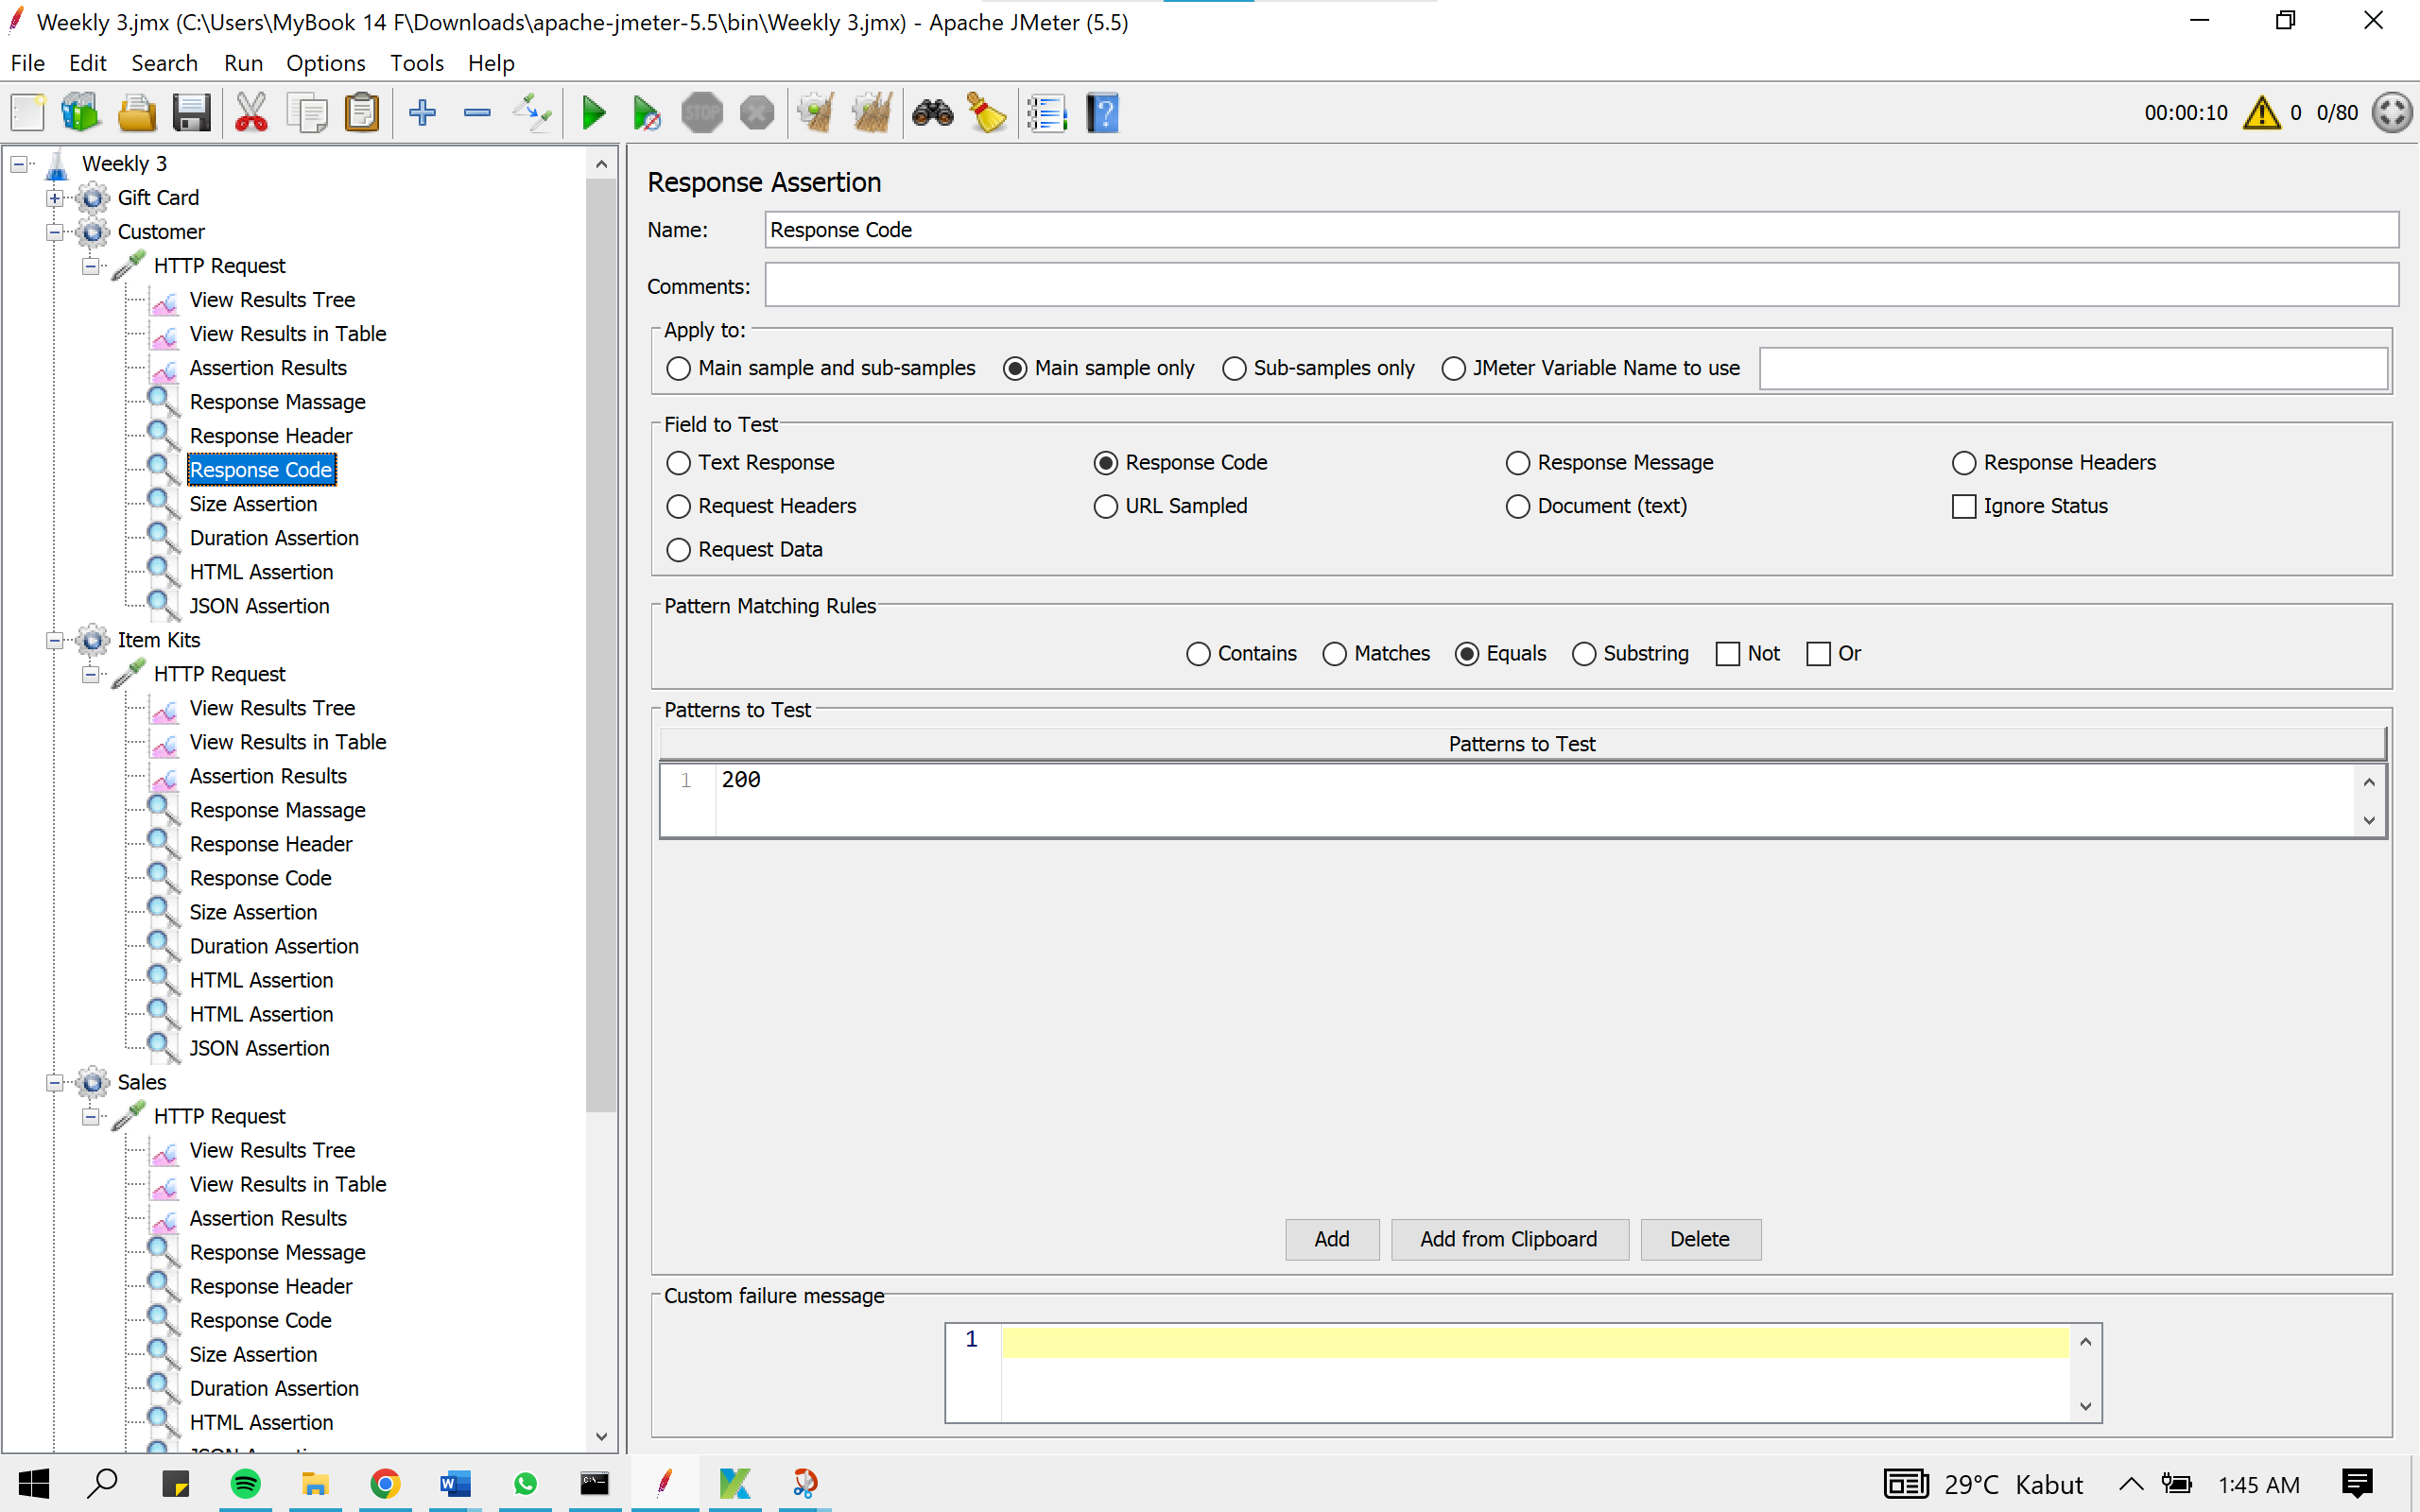 Weekly 3.jmx (C:\Users\MyBook 14 F\Downloads\apache-jmeter-5.5\bin\Weekly 3.jmx) - Apache JMeter (5.5)
File Edit Search Run Options Tools Help
STOP
00:00:10 0 0/80
Weekly 3
Gift Card
Customer
HTTP Request
View Results Tree
View Results in Table
Assertion Results
Response Massage
Response Header
Response Code
Size Assertion
Duration Assertion
HTML Assertion
JSON Assertion
Item Kits
HTTP Request
View Results Tree
View Results in Table
Assertion Results
Response Massage
Response Header
Response Code
Size Assertion
Duration Assertion
HTML Assertion
HTML Assertion
JSON Assertion
Sales
HTTP Request
View Results Tree
View Results in Table
Assertion Results
Response Message
Response Header
Response Code
Size Assertion
Duration Assertion
HTML Assertion
Response Assertion
Name: Response Code
Comments:
Apply to:
Main sample and sub-samples Main sample only Sub-samples only JMeter Variable Name to use
Field to Test
Text Response Response Code Response Message Response Headers
Request Headers URL Sampled Document (text) Ignore Status
Request Data
Pattern Matching Rules
Contains Matches Equals Substring Not Or
Patterns to Test
Patterns to Test
1 200
Add Add from Clipboard Delete
Custom failure message
1
29°C Kabut 1:45 AM